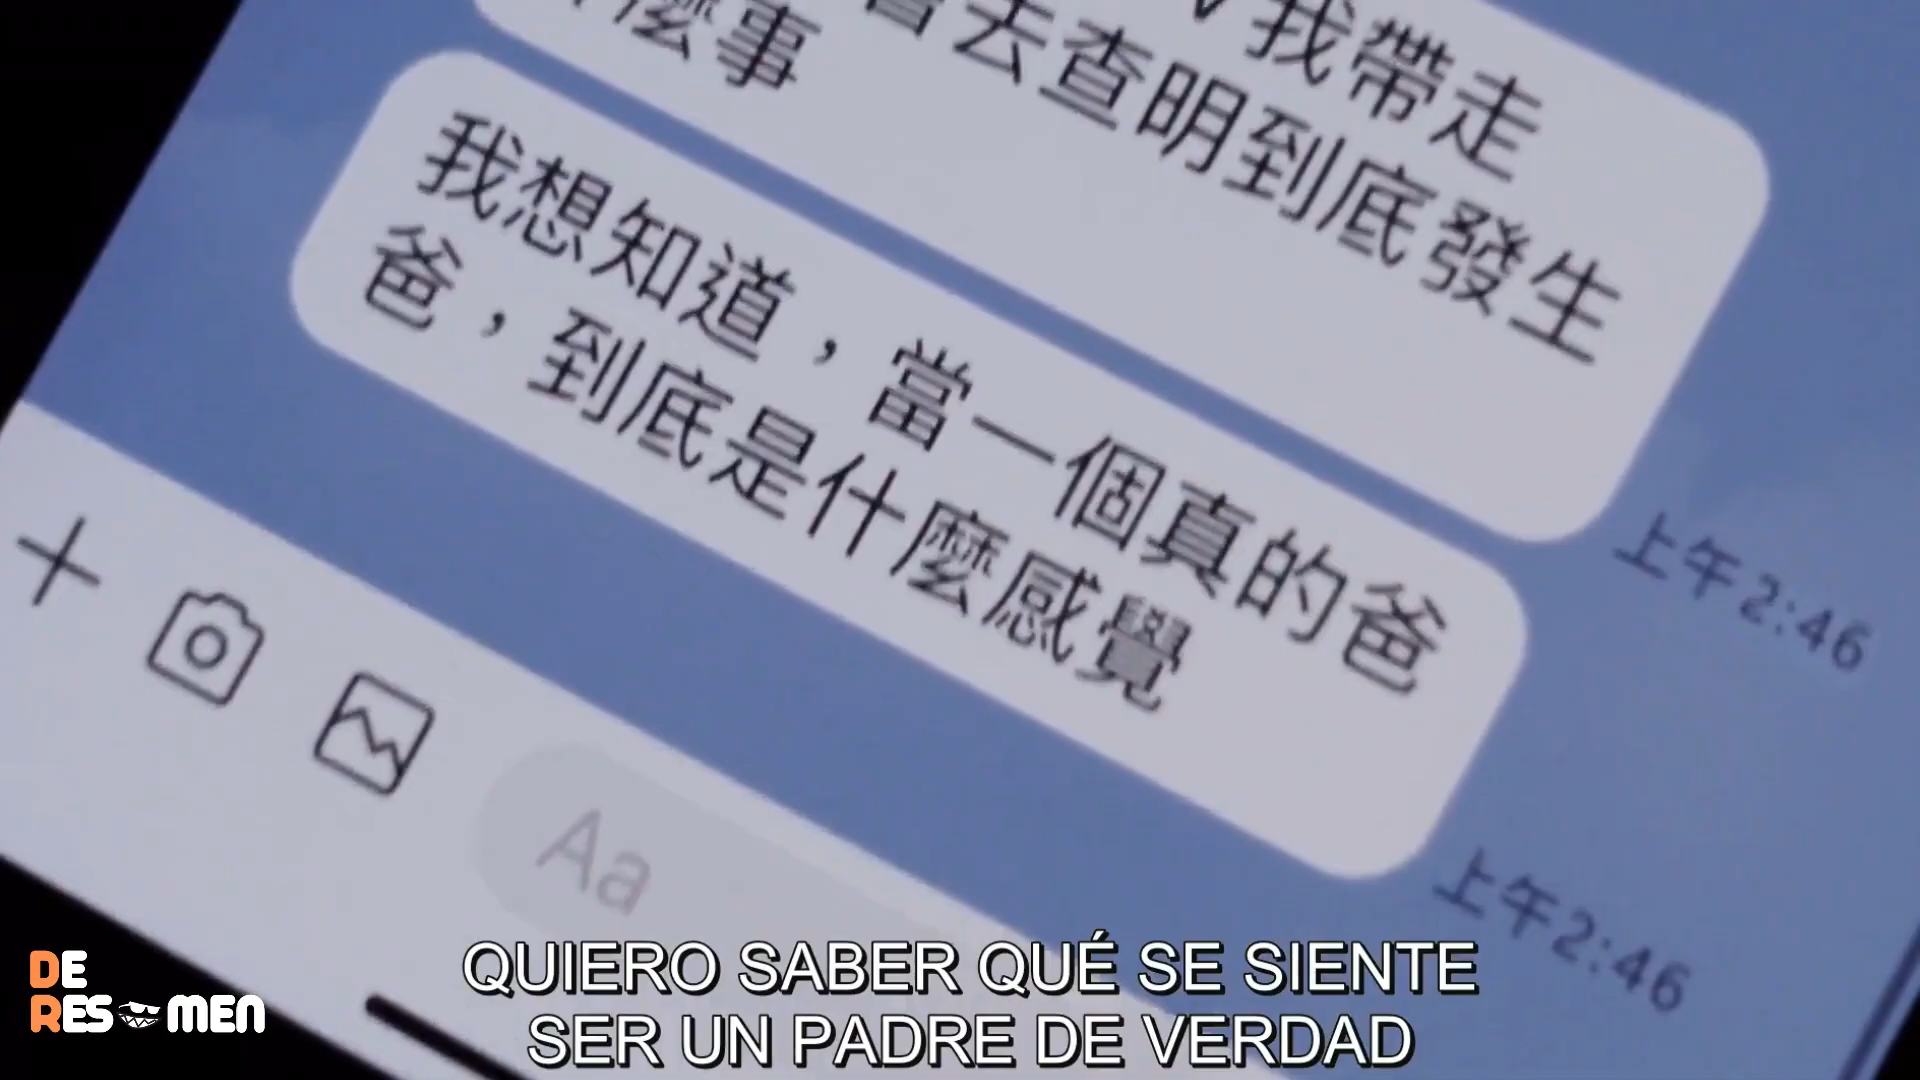 我帶走
去查明到底發生
麼事
上午2:46
我想知道，當一個真的爸
爸，到底是什麼感覺
上午2:46
Aa
QUIERO SABER QUÉ SE SIENTE
SER UN PADRE DE VERDAD
DE
RESUMEN